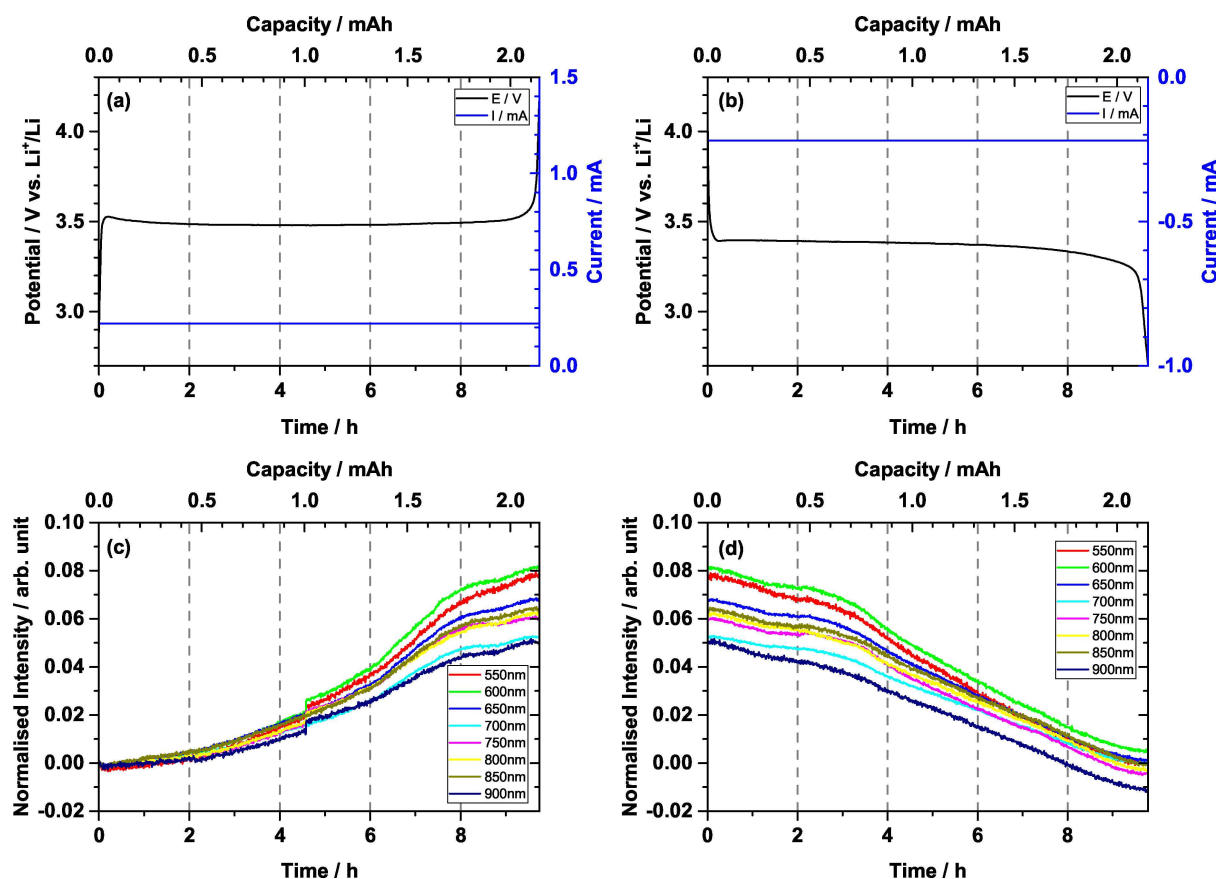 Capacity / mAh
0.0 0.5 1.0 1.5 2.0
(a)
E / V
I / mA
4.0
3.5
3.0
Potential / V vs. Li⁺/Li
1.5
1.0
0.5
0.0
Current / mA
0 2 4 6 8
Time / h
Capacity / mAh
0.0 0.5 1.0 1.5 2.0
(b)
E / V
I / mA
4.0
3.5
3.0
Potential / V vs. Li⁺/Li
0.0
-0.5
-1.0
Current / mA
0 2 4 6 8
Time / h
Capacity / mAh
0.0 0.5 1.0 1.5 2.0
(c)
0.10
0.08
0.06
0.04
0.02
0.00
-0.02
Normalised Intensity / arb. unit
550nm
600nm
650nm
700nm
750nm
800nm
850nm
900nm
0 2 4 6 8
Time / h
Capacity / mAh
0.0 0.5 1.0 1.5 2.0
(d)
0.10
0.08
0.06
0.04
0.02
0.00
-0.02
Normalised Intensity / arb. unit
550nm
600nm
650nm
700nm
750nm
800nm
850nm
900nm
0 2 4 6 8
Time / h